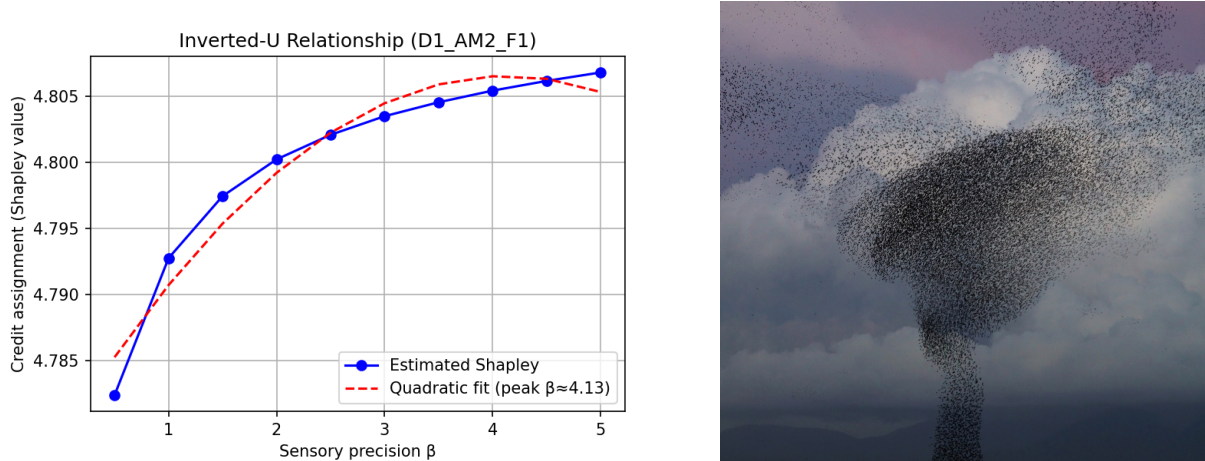 Inverted-U Relationship (D1_AM2_F1)
Credit assignment (Shapley value)
4.805
4.800
4.795
4.790
4.785
Estimated Shapley
Quadratic fit (peak β≈4.13)
1 2 3 4 5
Sensory precision β